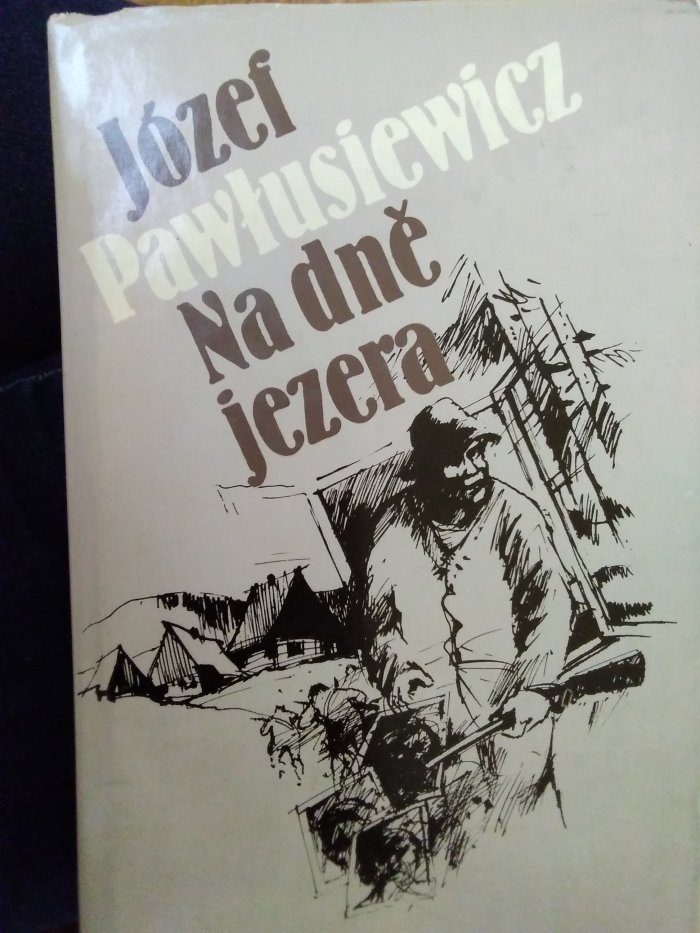 Józef
Pawłusiewicz
Na dně
jezera